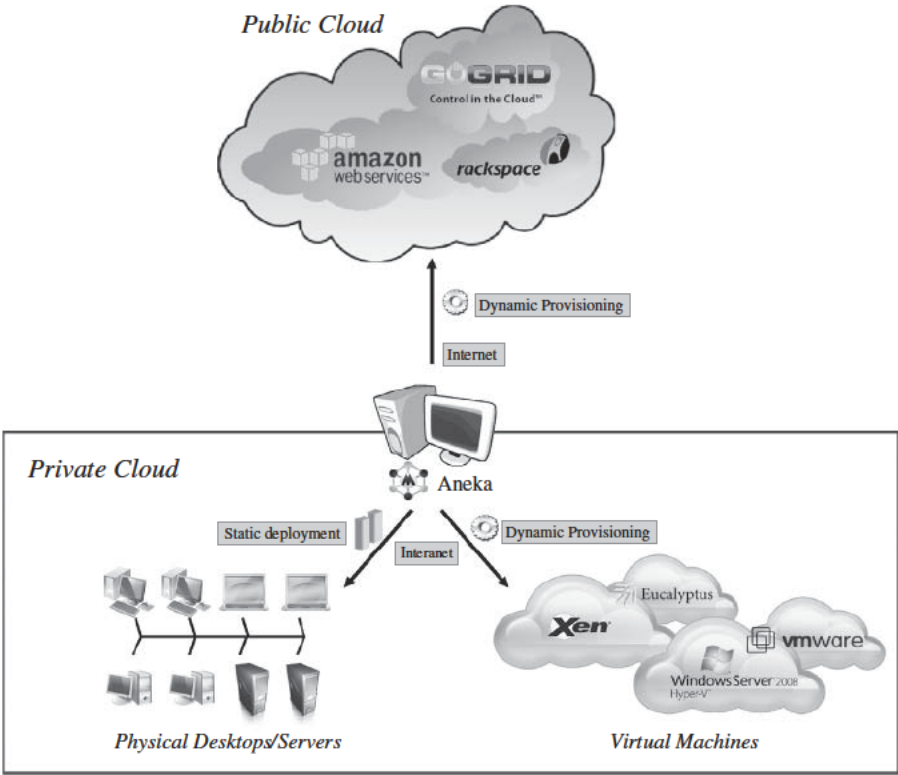 Public Cloud
GOGRID
Control in the Cloud™
amazon
webservices™
rackspace
Dynamic Provisioning
Internet
Private Cloud
Aneka
Static deployment
Dynamic Provisioning
Interanet
Eucalyptus
Xen®
vmware
WindowsServer®2008
Hyper-V™
Physical Desktops/Servers
Virtual Machines